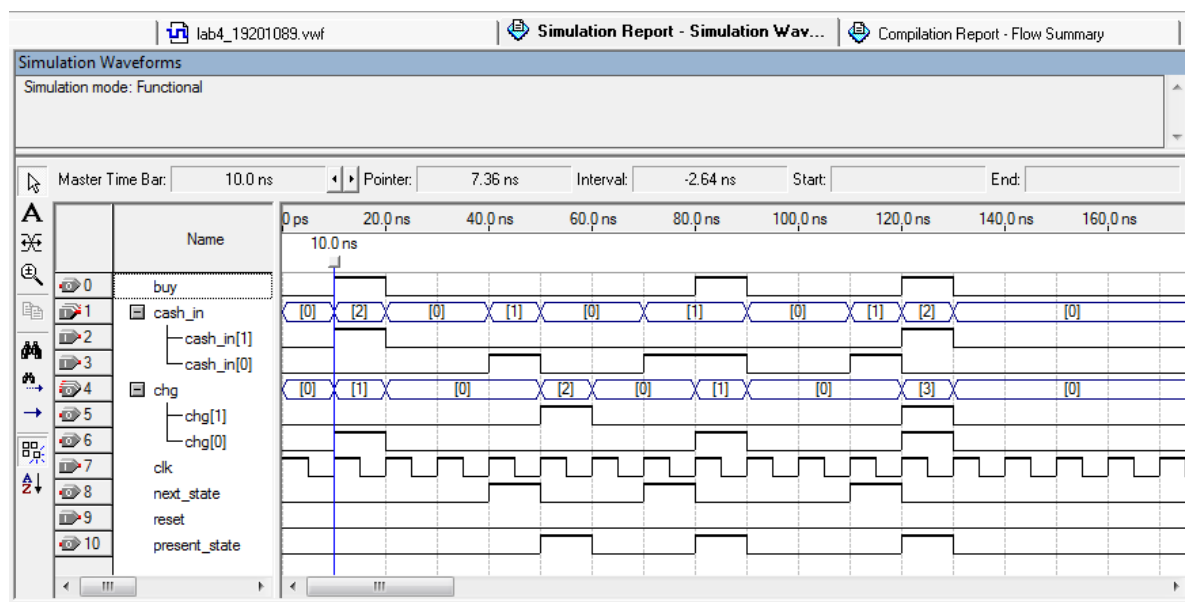 lab4_19201089.vwf Simulation Report - Simulation Wav... Compilation Report - Flow Summary
Simulation Waveforms
Simulation mode: Functional
Master Time Bar: 10.0 ns Pointer: 7.36 ns Interval: -2.64 ns Start: End:
Name 0 ps 20.0 ns 40.0 ns 60.0 ns 80.0 ns 100.0 ns 120.0 ns 140.0 ns 160.0 ns
10.0 ns
0 buy
1 cash_in [0] [2] [0] [1] [0] [1] [0] [1] [2] [0]
2 cash_in[1]
3 cash_in[0]
4 chg [0] [1] [0] [2] [0] [1] [0] [3] [0]
5 chg[1]
6 chg[0]
7 clk
8 next_state
9 reset
10 present_state